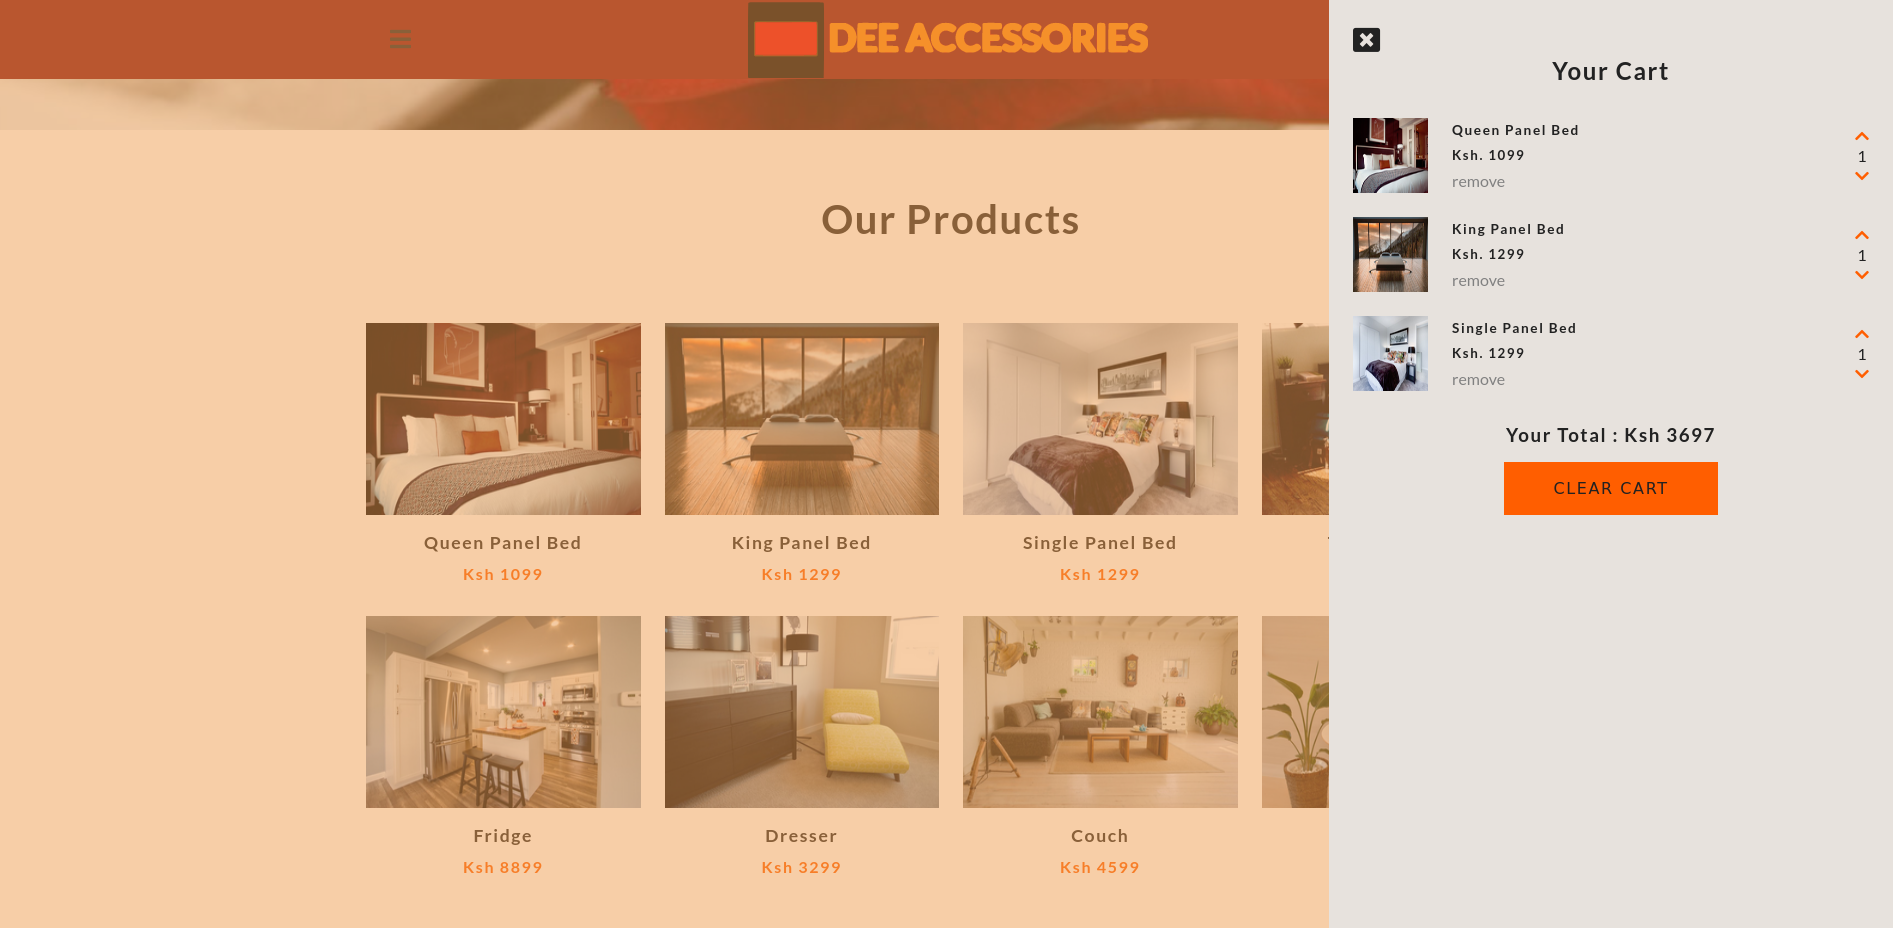 DEE ACCESSORIES
Our Products
Queen Panel Bed
Ksh 1099
King Panel Bed
Ksh 1299
Single Panel Bed
Ksh 1299
Fridge
Ksh 8899
Dresser
Ksh 3299
Couch
Ksh 4599
Your Cart
Queen Panel Bed
Ksh. 1099
remove
1
King Panel Bed
Ksh. 1299
remove
1
Single Panel Bed
Ksh. 1299
remove
1
Your Total : Ksh 3697
CLEAR CART